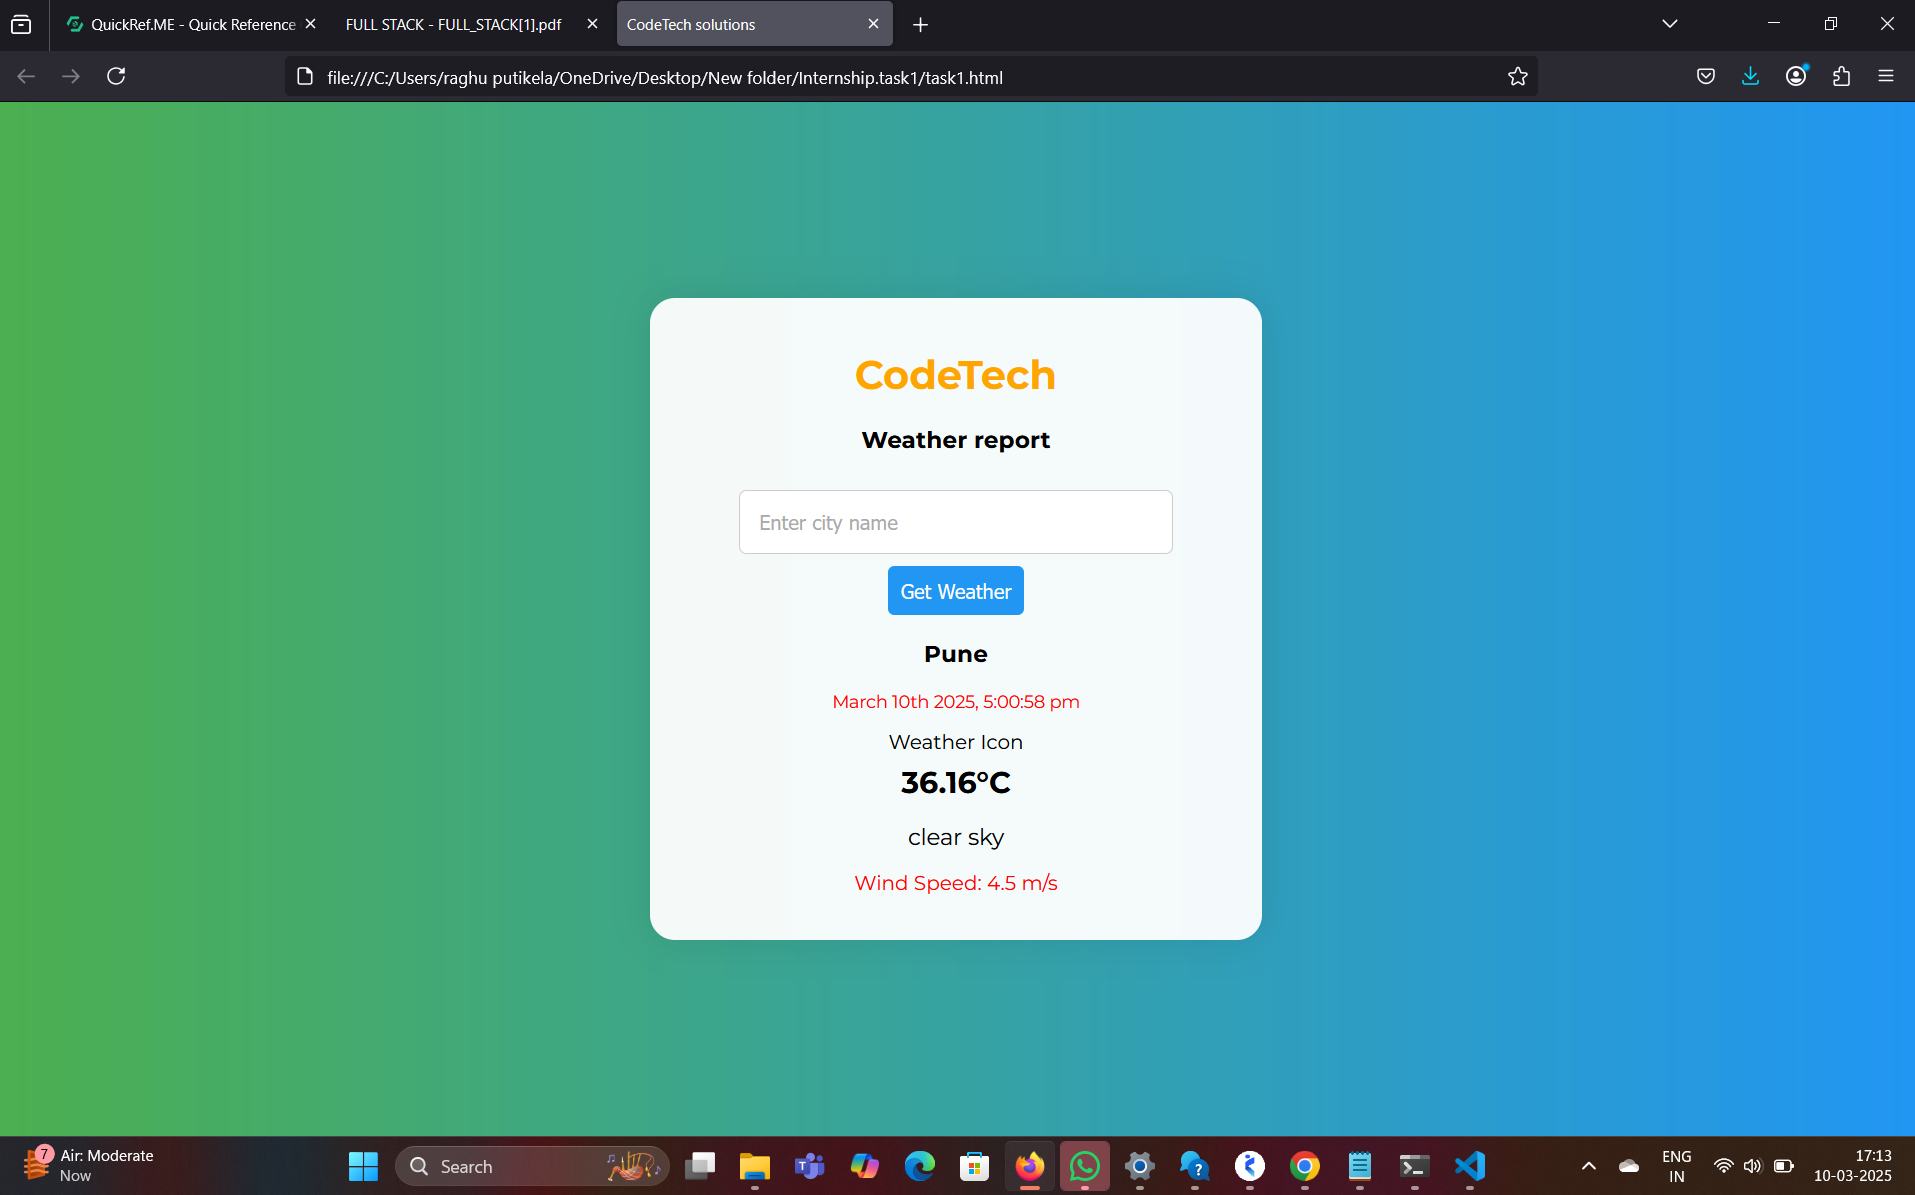 QuickRef.ME - Quick Reference
FULL STACK - FULL_STACK[1].pdf
CodeTech solutions
file:///C:/Users/raghu putikela/OneDrive/Desktop/New folder/Internship.task1/task1.html
CodeTech
Weather report
Enter city name
Get Weather
Pune
March 10th 2025, 5:00:58 pm
Weather Icon
36.16°C
clear sky
Wind Speed: 4.5 m/s
7
Air: Moderate
Now
Search
ENG
IN
17:13
10-03-2025